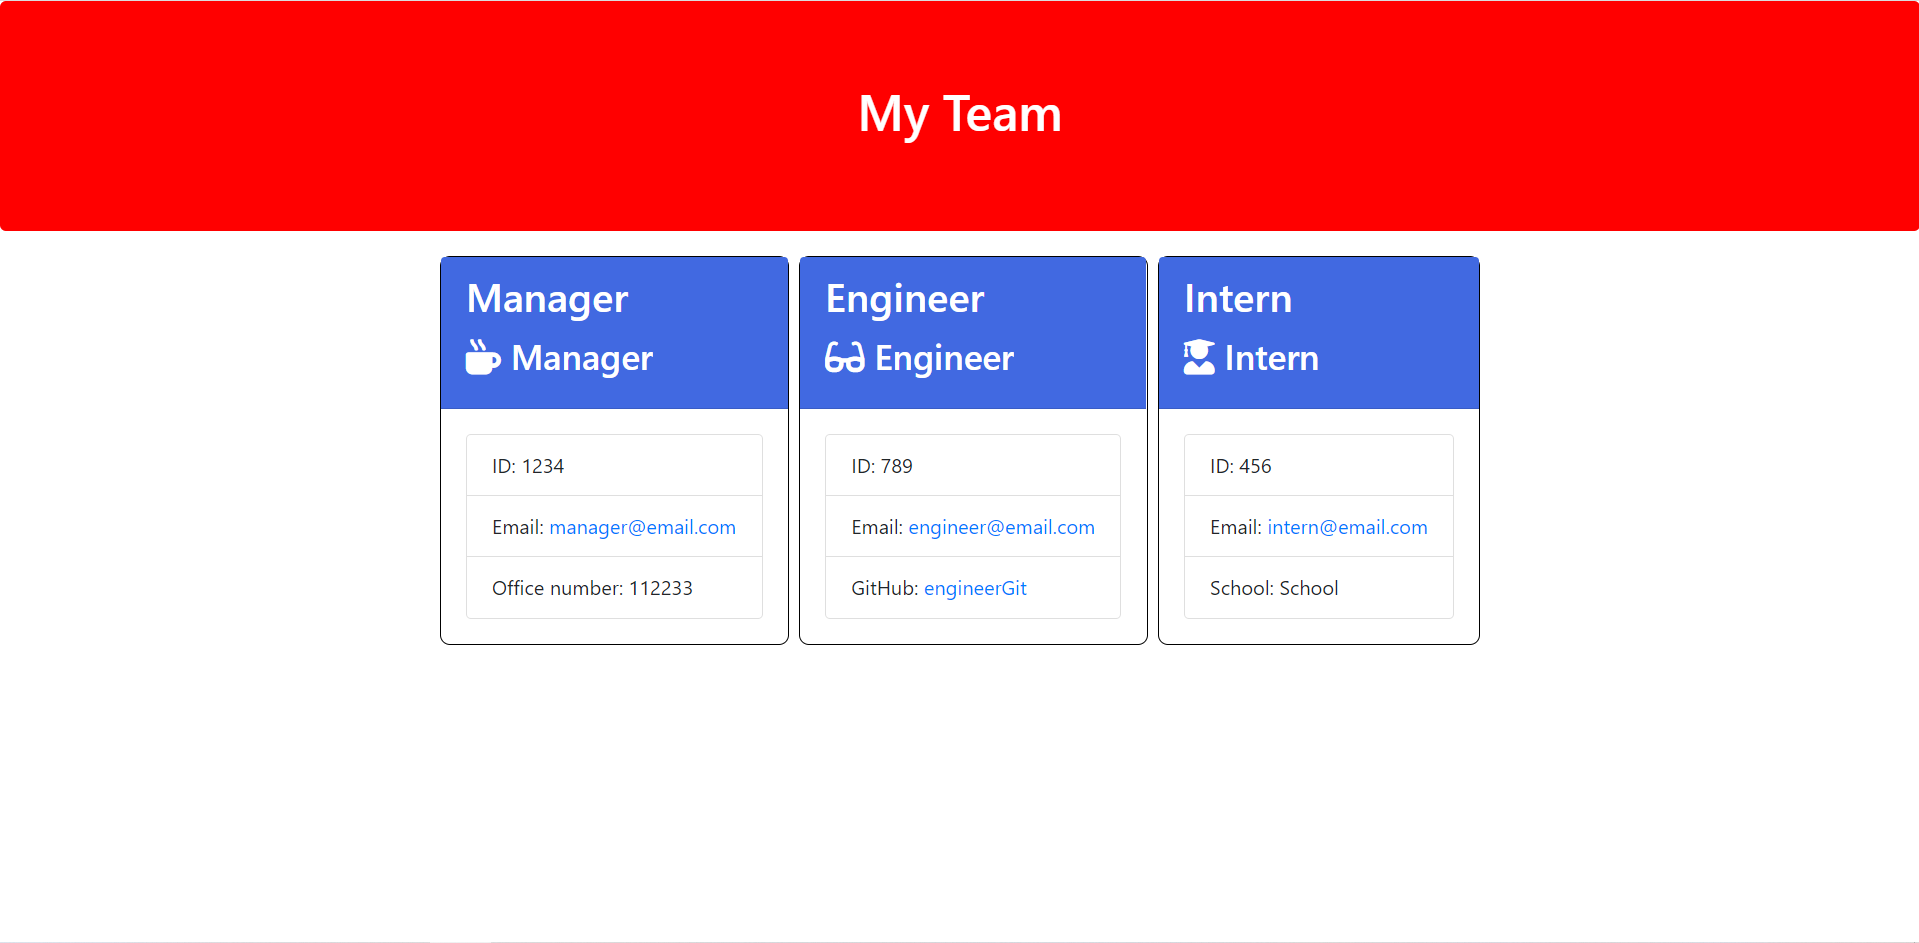 My Team
Manager
Manager
ID: 1234
Email: manager@email.com
Office number: 112233
Engineer
Engineer
ID: 789
Email: engineer@email.com
GitHub: engineerGit
Intern
Intern
ID: 456
Email: intern@email.com
School: School